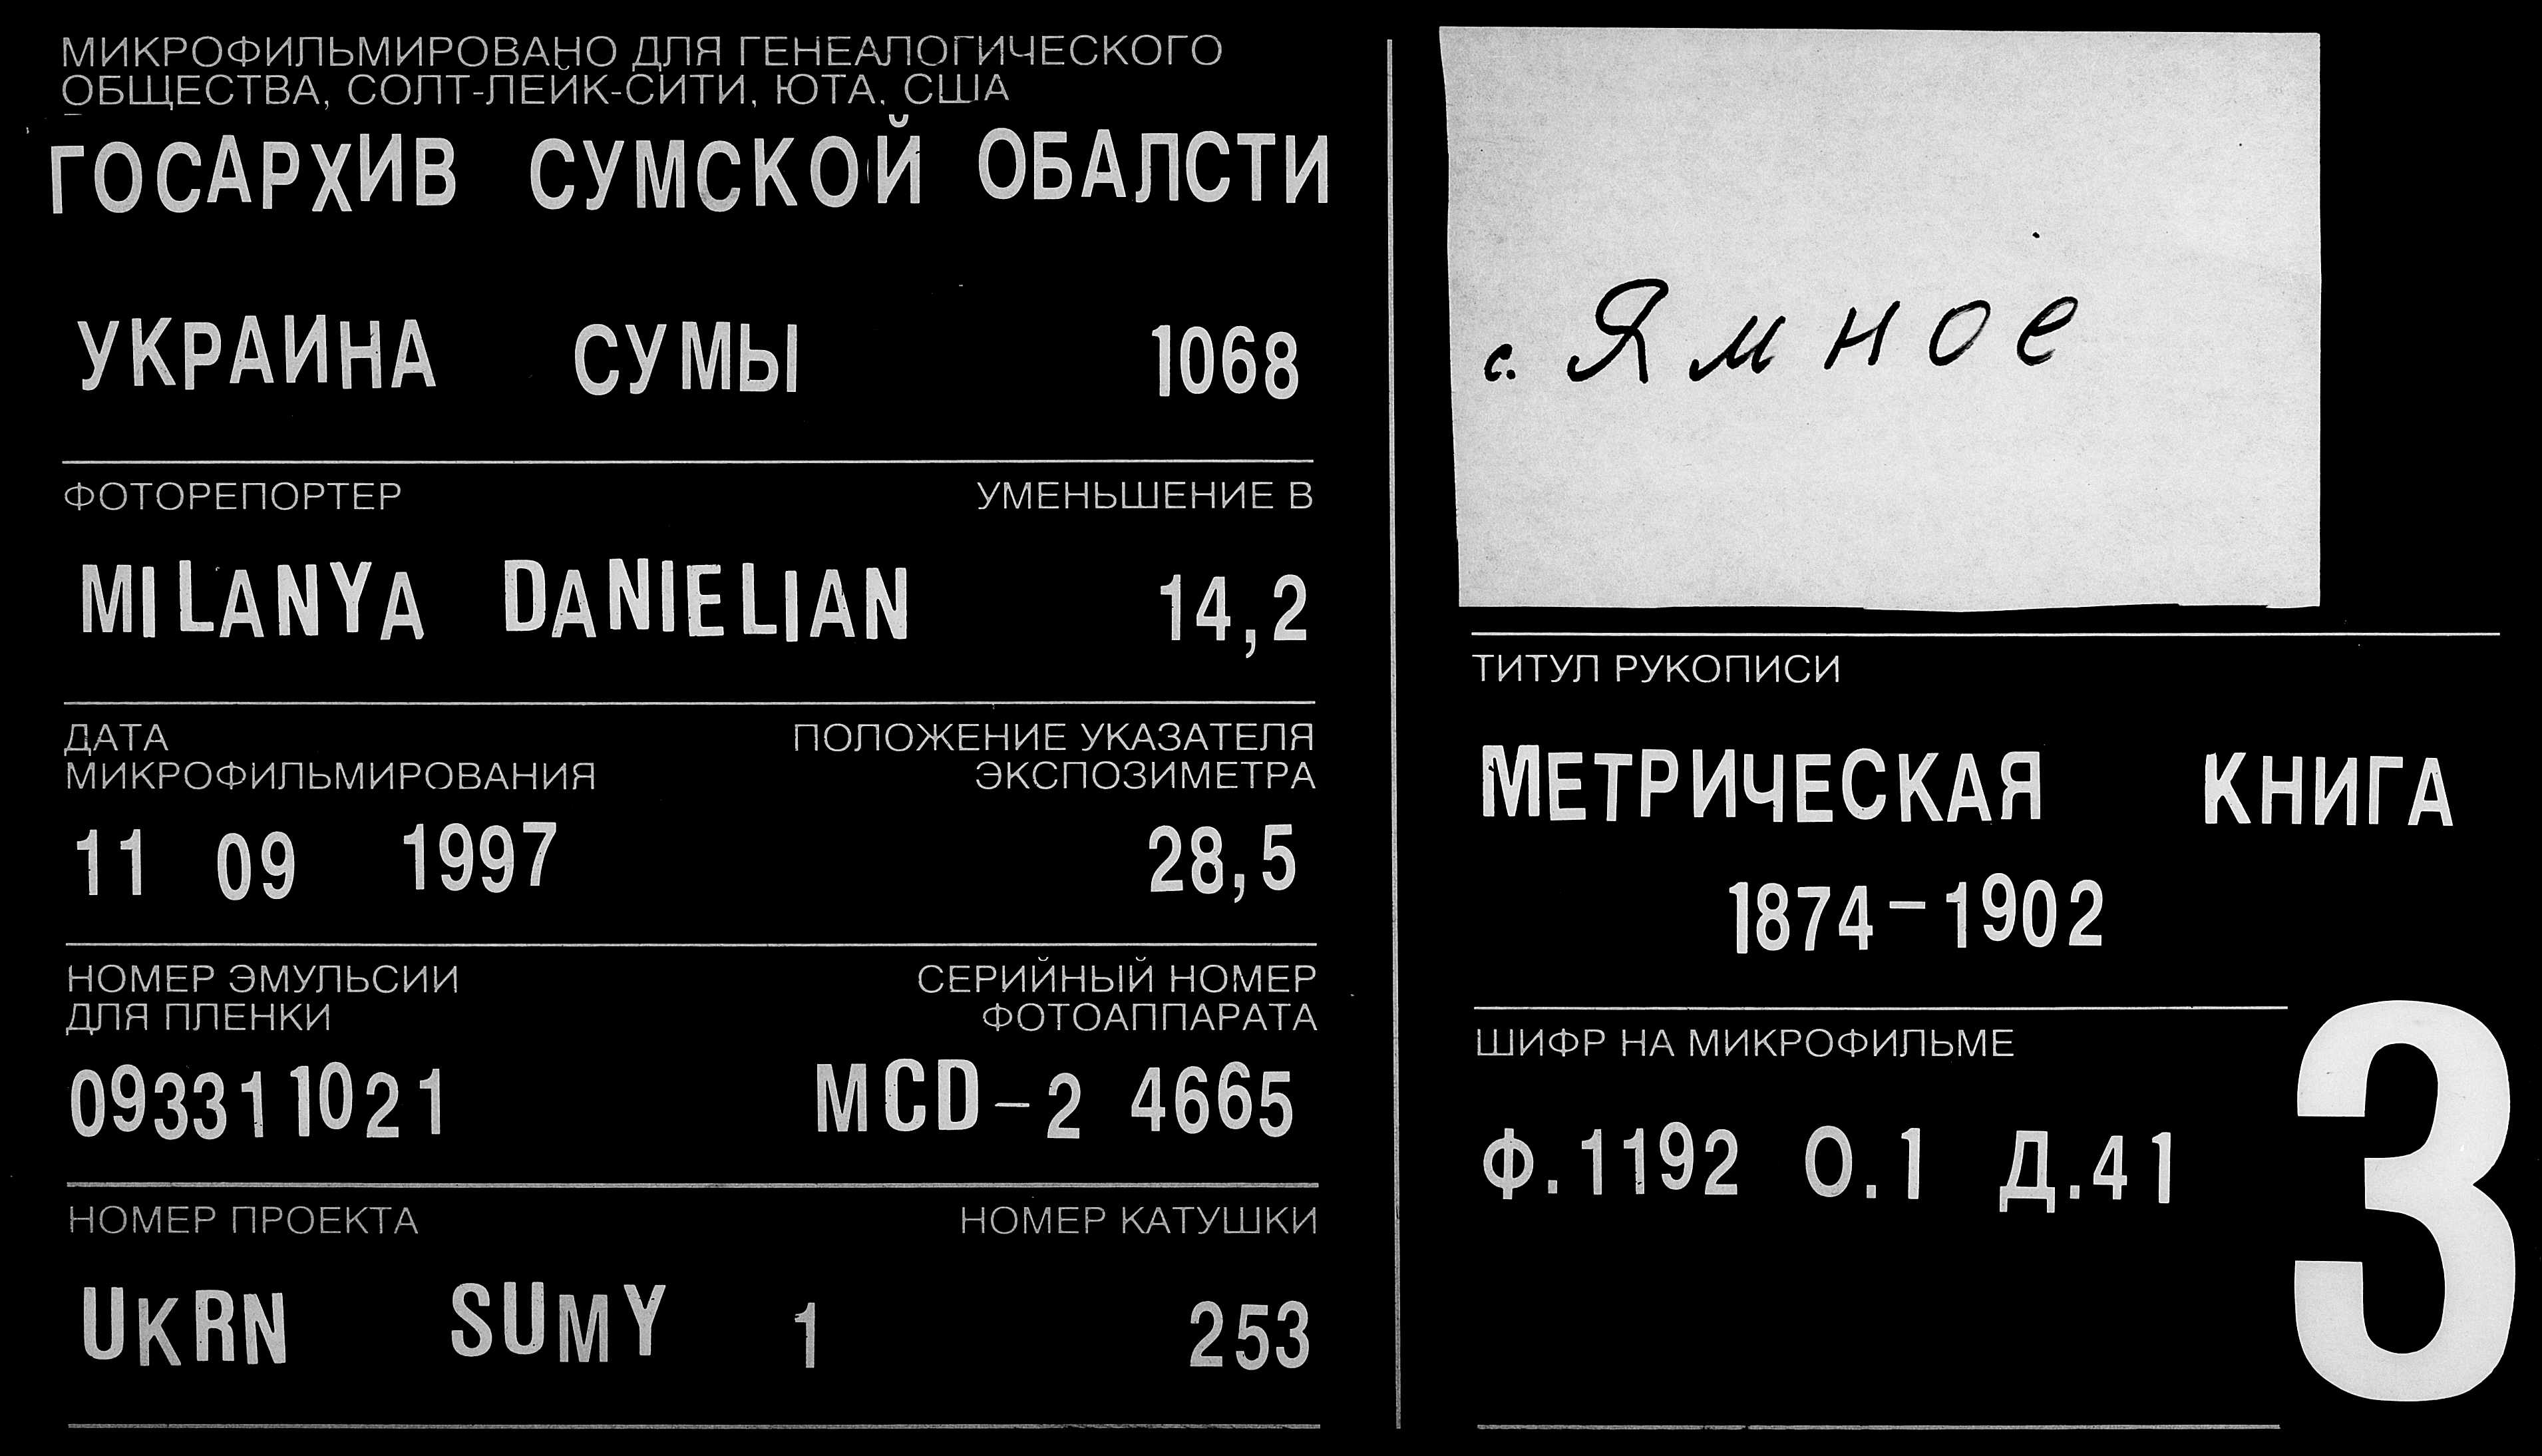 МИКРОФИЛЬМИРОВАНО ДЛЯ ГЕНЕАЛОГИЧЕСКОГО
ОБЩЕСТВА, СОЛТ-ЛЕЙК-СИТИ, ЮТА, США
ГОСАРХИВ СУМСКОЙ ОБАЛСТИ
УКРАИНА СУМЫ 1068
ФОТОРЕПОРТЕР УМЕНЬШЕНИЕ В
MILANYA DANIELIAN 14,2
ДАТА ПОЛОЖЕНИЕ УКАЗАТЕЛЯ
МИКРОФИЛЬМИРОВАНИЯ ЭКСПОЗИМЕТРА
11 09 1997 28,5
НОМЕР ЭМУЛЬСИИ СЕРИЙНЫЙ НОМЕР
ДЛЯ ПЛЕНКИ ФОТОАППАРАТА
093311021 MCD-2 4665
НОМЕР ПРОЕКТА НОМЕР КАТУШКИ
UKRN SUMY 1 253
с. Ямное
ТИТУЛ РУКОПИСИ
МЕТРИЧЕСКАЯ КНИГА
1874-1902
ШИФР НА МИКРОФИЛЬМЕ
Ф.1192 О.1 Д.41
3